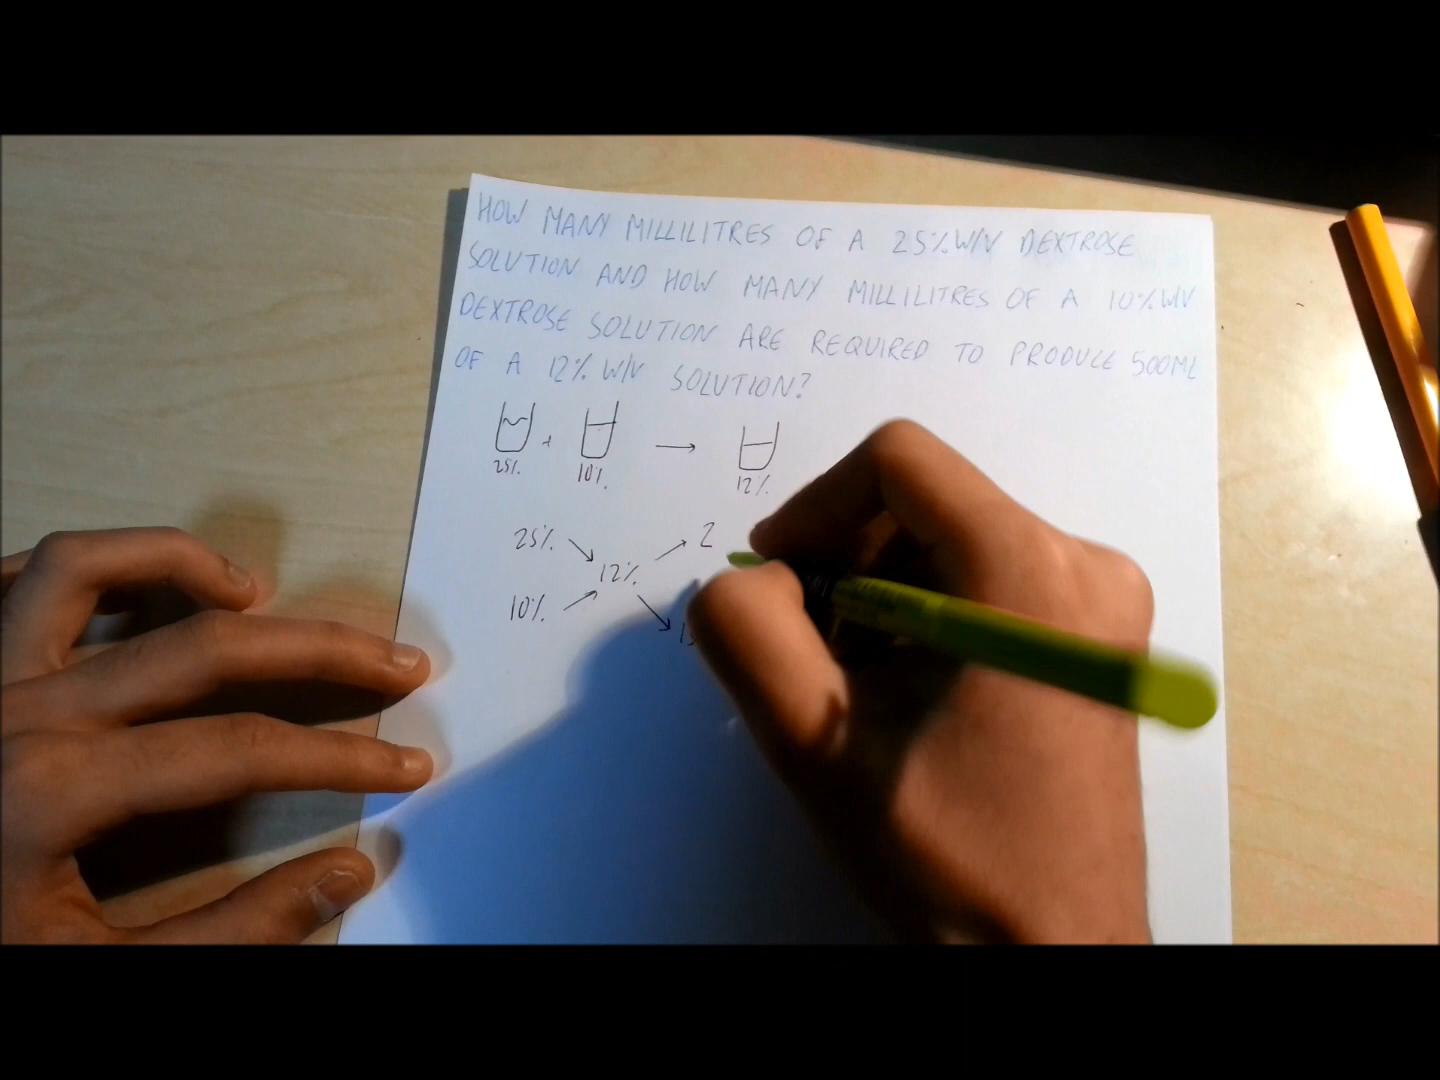 HOW MANY MILLILITRES OF A 25% W/V DEXTROSE
SOLUTION AND HOW MANY MILLILITRES OF A 10% W/V
DEXTROSE SOLUTION ARE REQUIRED TO PRODUCE 500ML
OF A 12% W/V SOLUTION?
+ →
25% 10% 12%
25% 2
12%
10%